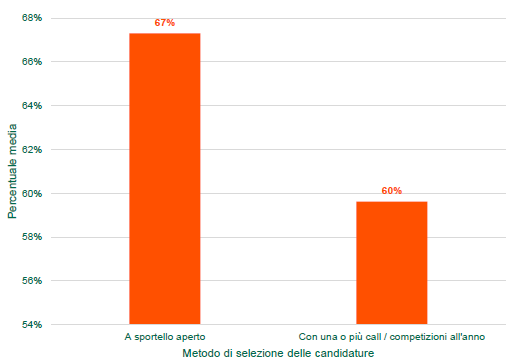 68%
66%
64%
62%
60%
58%
56%
54%
Percentuale media
67%
60%
A sportello aperto
Con una o più call / competizioni all'anno
Metodo di selezione delle candidature